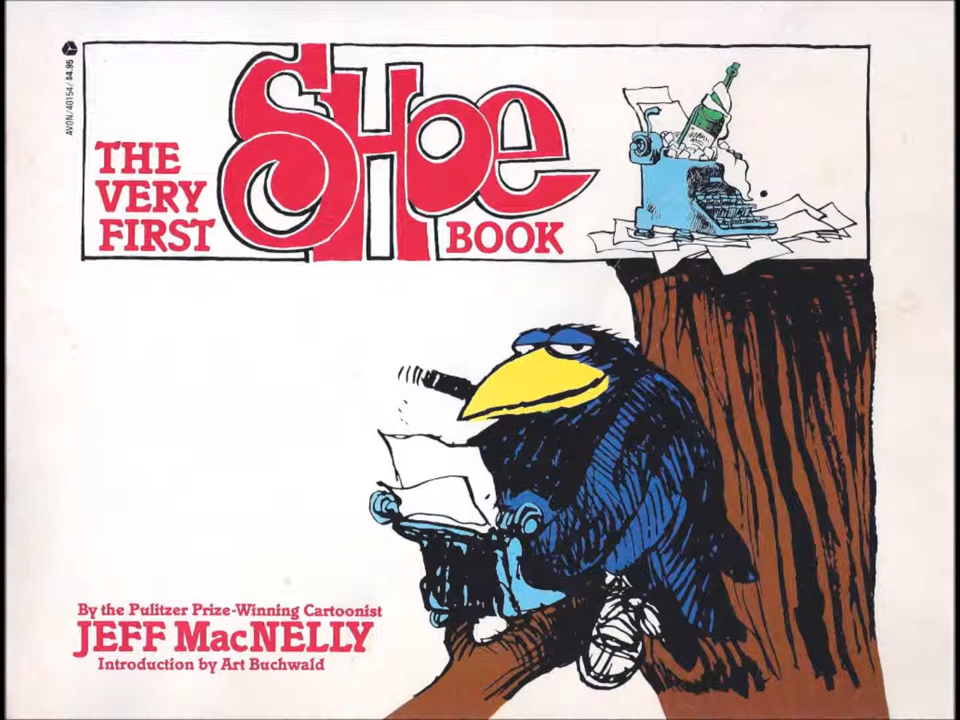 AVON/40154/$4.95
THE
VERY
FIRST
SHOe
BOOK
By the Pulitzer Prize-Winning Cartoonist
JEFF MacNELLY
Introduction by Art Buchwald